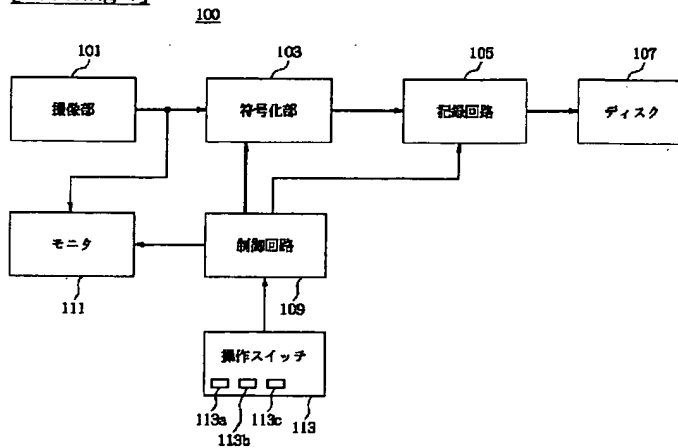 100
101
103
105
107
撮像部
符号化部
記録回路
ディスク
モニタ
制御回路
111
109
操作スイッチ
113a
113b
113c
113